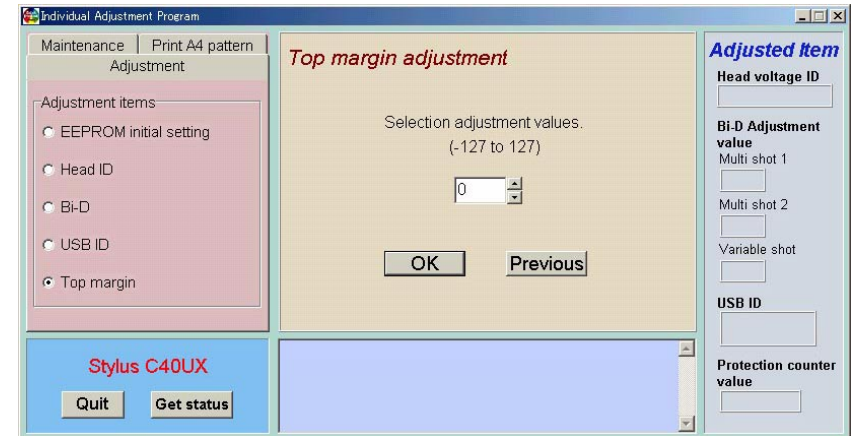 Individual Adjustment Program
Maintenance
Print A4 pattern
Adjustment
Adjustment items
EEPROM initial setting
Head ID
Bi-D
USB ID
Top margin
Top margin adjustment
Selection adjustment values.
(-127 to 127)
0
OK
Previous
Stylus C40UX
Quit
Get status
Adjusted Item
Head voltage ID
Bi-D Adjustment
value
Multi shot 1
Multi shot 2
Variable shot
USB ID
Protection counter
value